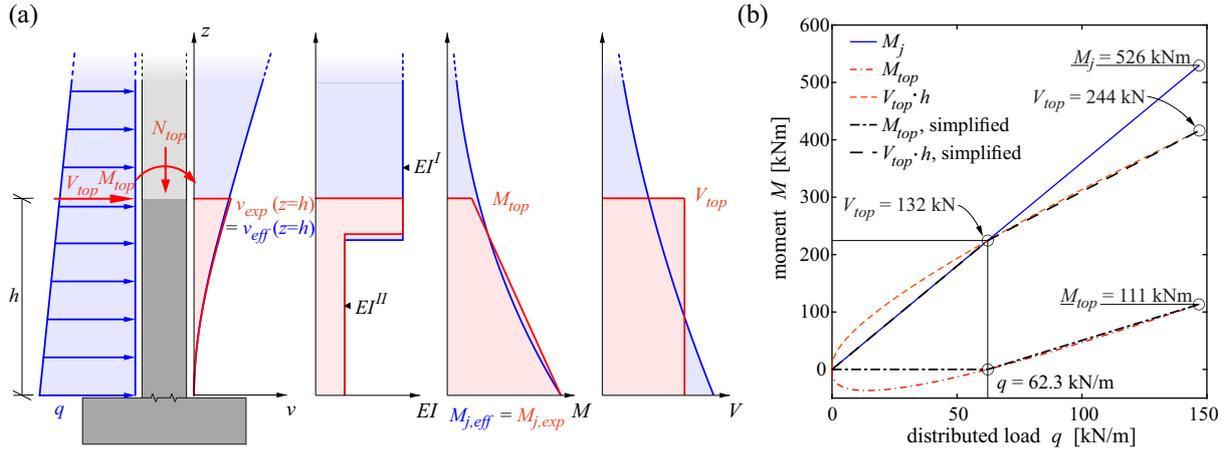 (a)
z
N_top
V_top
M_top
v_exp (z=h)
= v_eff (z=h)
h
q
v
EI^I
EI^II
EI
M_top
M_j,eff = M_j,exp
M
V_top
V
(b)
600
500
400
300
200
100
0
moment M [kNm]
M_j
M_top
V_top · h
M_top, simplified
V_top · h, simplified
M_j = 526 kNm
V_top = 244 kN
V_top = 132 kN
M_top = 111 kNm
q = 62.3 kN/m
0
50
100
150
distributed load q [kN/m]